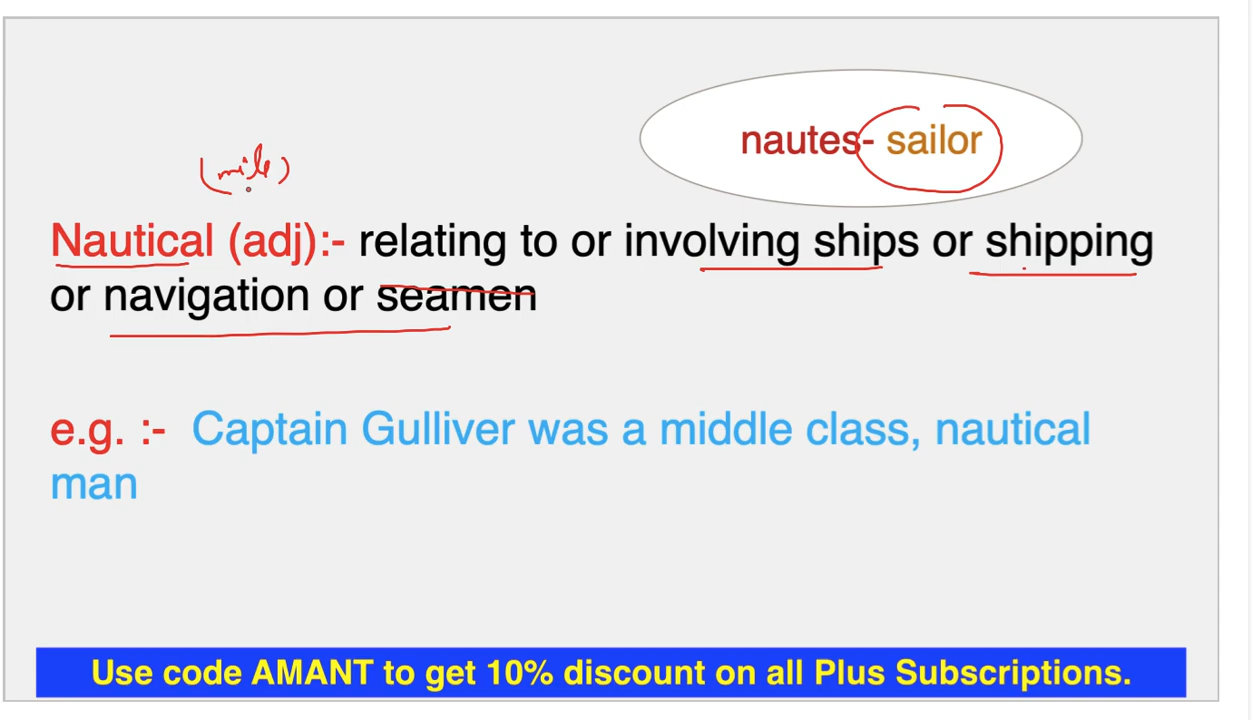 nautes- sailor
(mile)
Nautical (adj):- relating to or involving ships or shipping
or navigation or seamen
e.g. :- Captain Gulliver was a middle class, nautical
man
Use code AMANT to get 10% discount on all Plus Subscriptions.